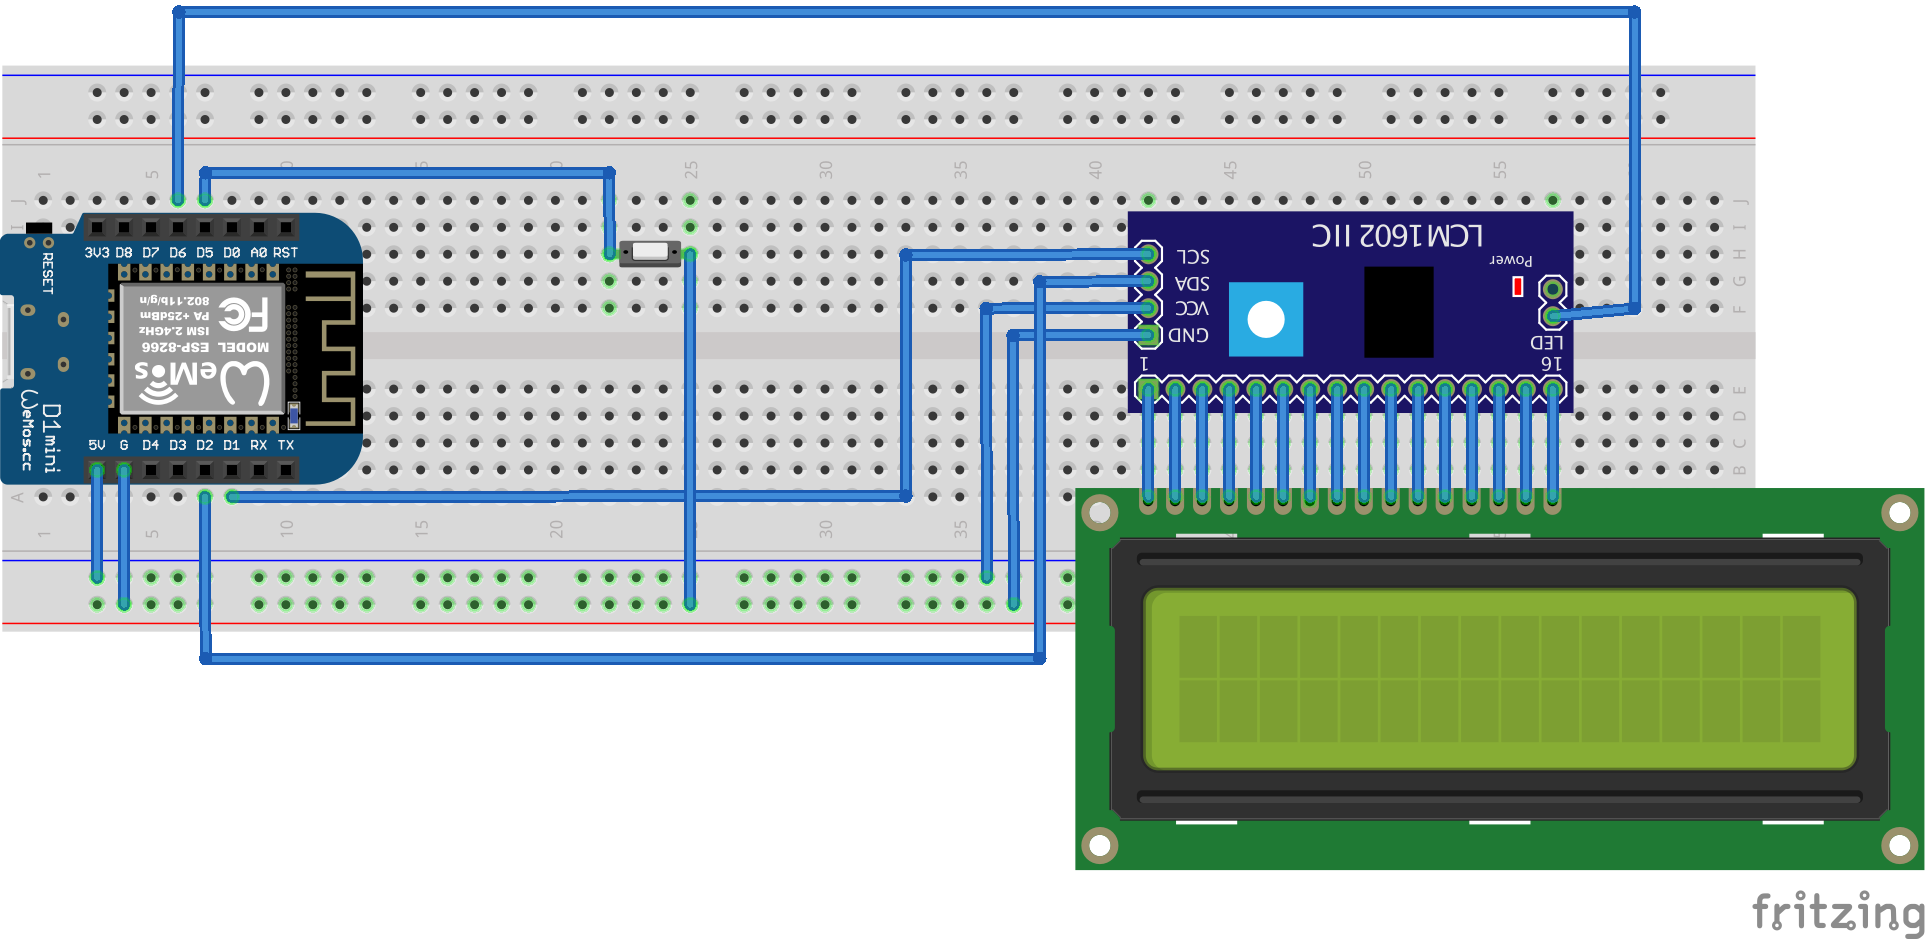 1 5 10 15 20 25 30 35 40 45 50 55
J
I
H
G
F
3V3 D8 D7 D6 D5 D0 A0 RST
RESET
802.11b/g/n
PA +25dBm
ISM 2.4GHz
MODEL ESP-8266
FC
WeMos
D1mini
WeMos.cc
5V G D4 D3 D2 D1 RX TX
LCM1602 IIC
SCL
SDA
VCC
GND
Power
LED
1 16
E
D
C
B
A
1 5 10 15 20 30 35
fritzing